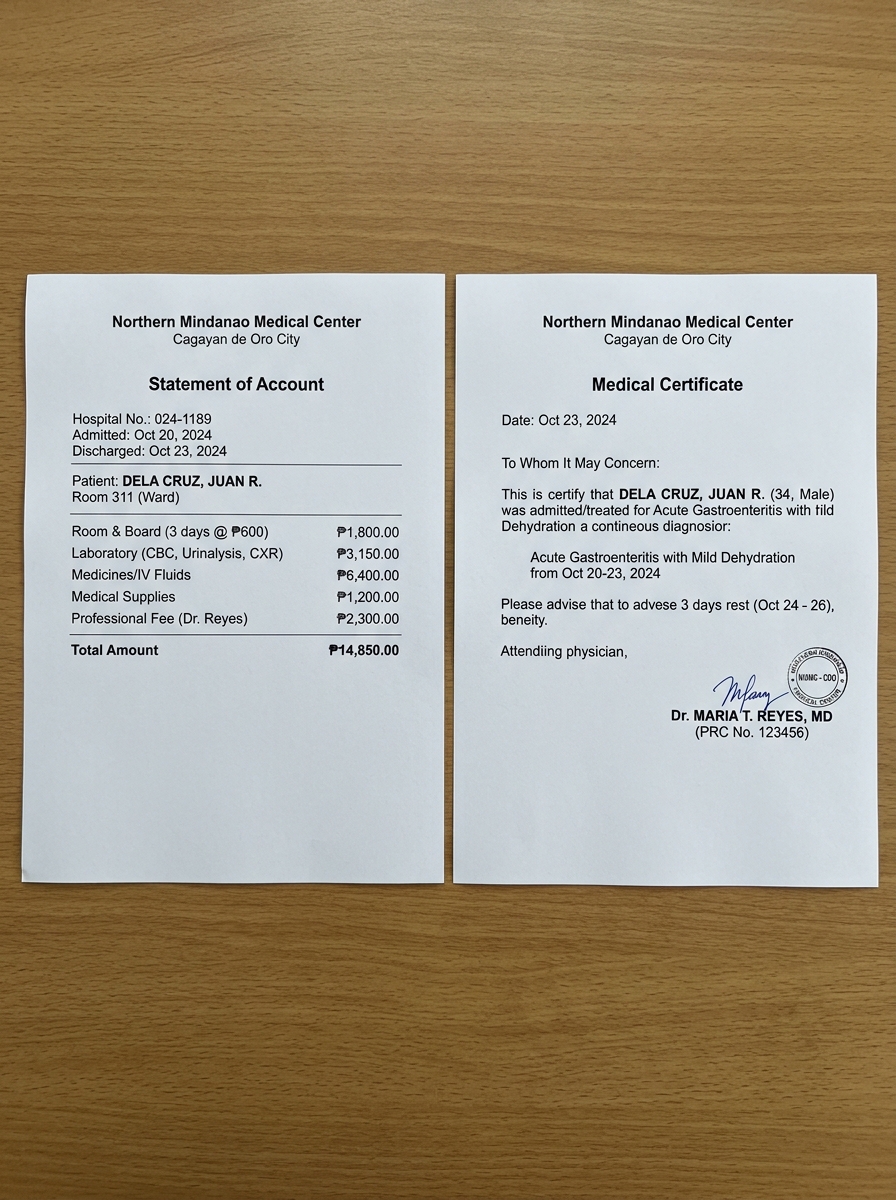 Northern Mindanao Medical Center
Cagayan de Oro City
Statement of Account
Hospital No.: 024-1189
Admitted: Oct 20, 2024
Discharged: Oct 23, 2024
Patient: DELA CRUZ, JUAN R.
Room 311 (Ward)
Room & Board (3 days @ ₱600) ₱1,800.00
Laboratory (CBC, Urinalysis, CXR) ₱3,150.00
Medicines/IV Fluids ₱6,400.00
Medical Supplies ₱1,200.00
Professional Fee (Dr. Reyes) ₱2,300.00
Total Amount ₱14,850.00
Northern Mindanao Medical Center
Cagayan de Oro City
Medical Certificate
Date: Oct 23, 2024
To Whom It May Concern:
This is certify that DELA CRUZ, JUAN R. (34, Male)
was admitted/treated for Acute Gastroenteritis with
Dehydration a contineous diagnosior:
Acute Gastroenteritis with Mild Dehydration
from Oct 20-23, 2024
Please advise that to advese 3 days rest (Oct 24 - 26),
beneity.
Attendiing physician,
Dr. MARIA T. REYES, MD
(PRC No. 123456)